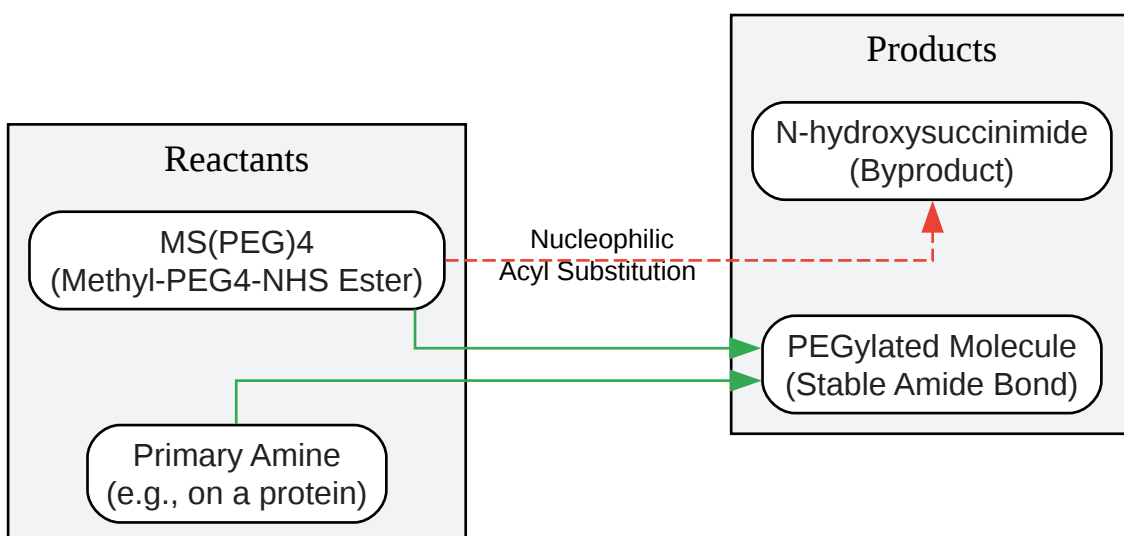 Reactants
MS(PEG)4
(Methyl-PEG4-NHS Ester)
Primary Amine
(e.g., on a protein)
Nucleophilic
Acyl Substitution
Products
N-hydroxysuccinimide
(Byproduct)
PEGylated Molecule
(Stable Amide Bond)